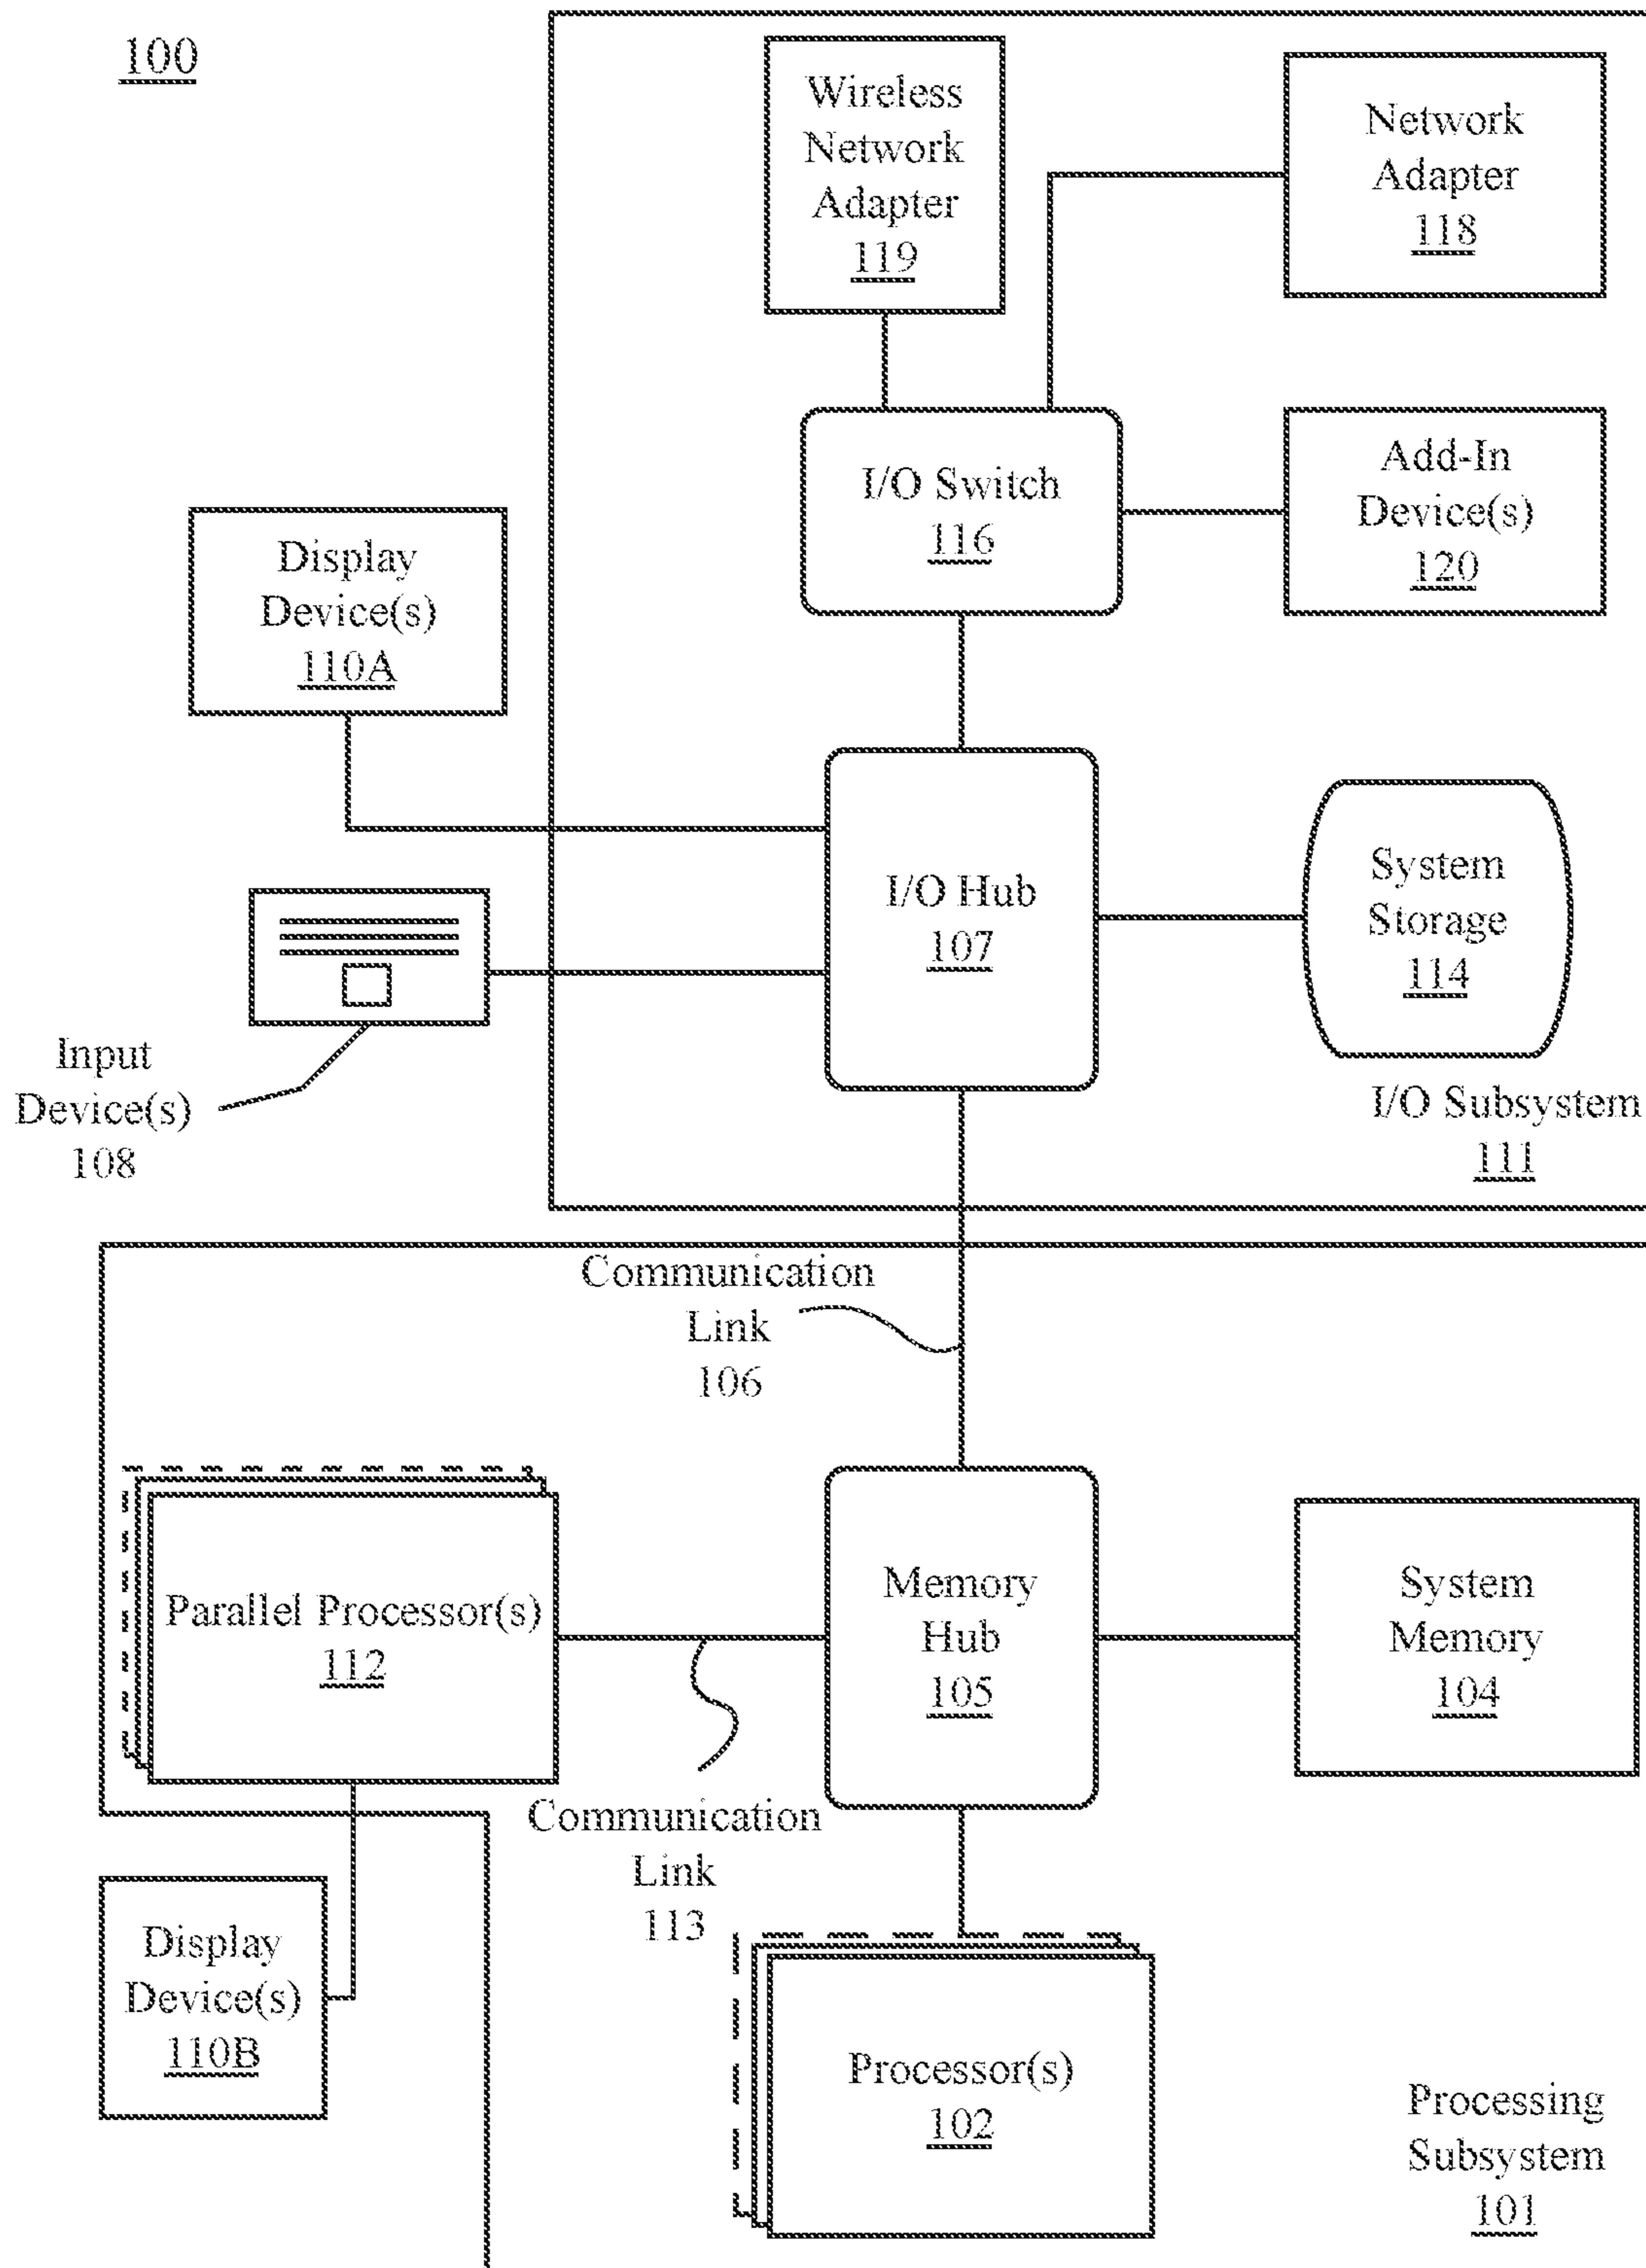 100
Wireless
Network
Adapter
119
Network
Adapter
118
I/O Switch
116
Add-In
Device(s)
120
Display
Device(s)
110A
I/O Hub
107
System
Storage
114
Input
Device(s)
108
I/O Subsystem
111
Communication
Link
106
Parallel Processor(s)
112
Memory
Hub
105
System
Memory
104
Communication
Link
113
Display
Device(s)
110B
Processor(s)
102
Processing
Subsystem
101